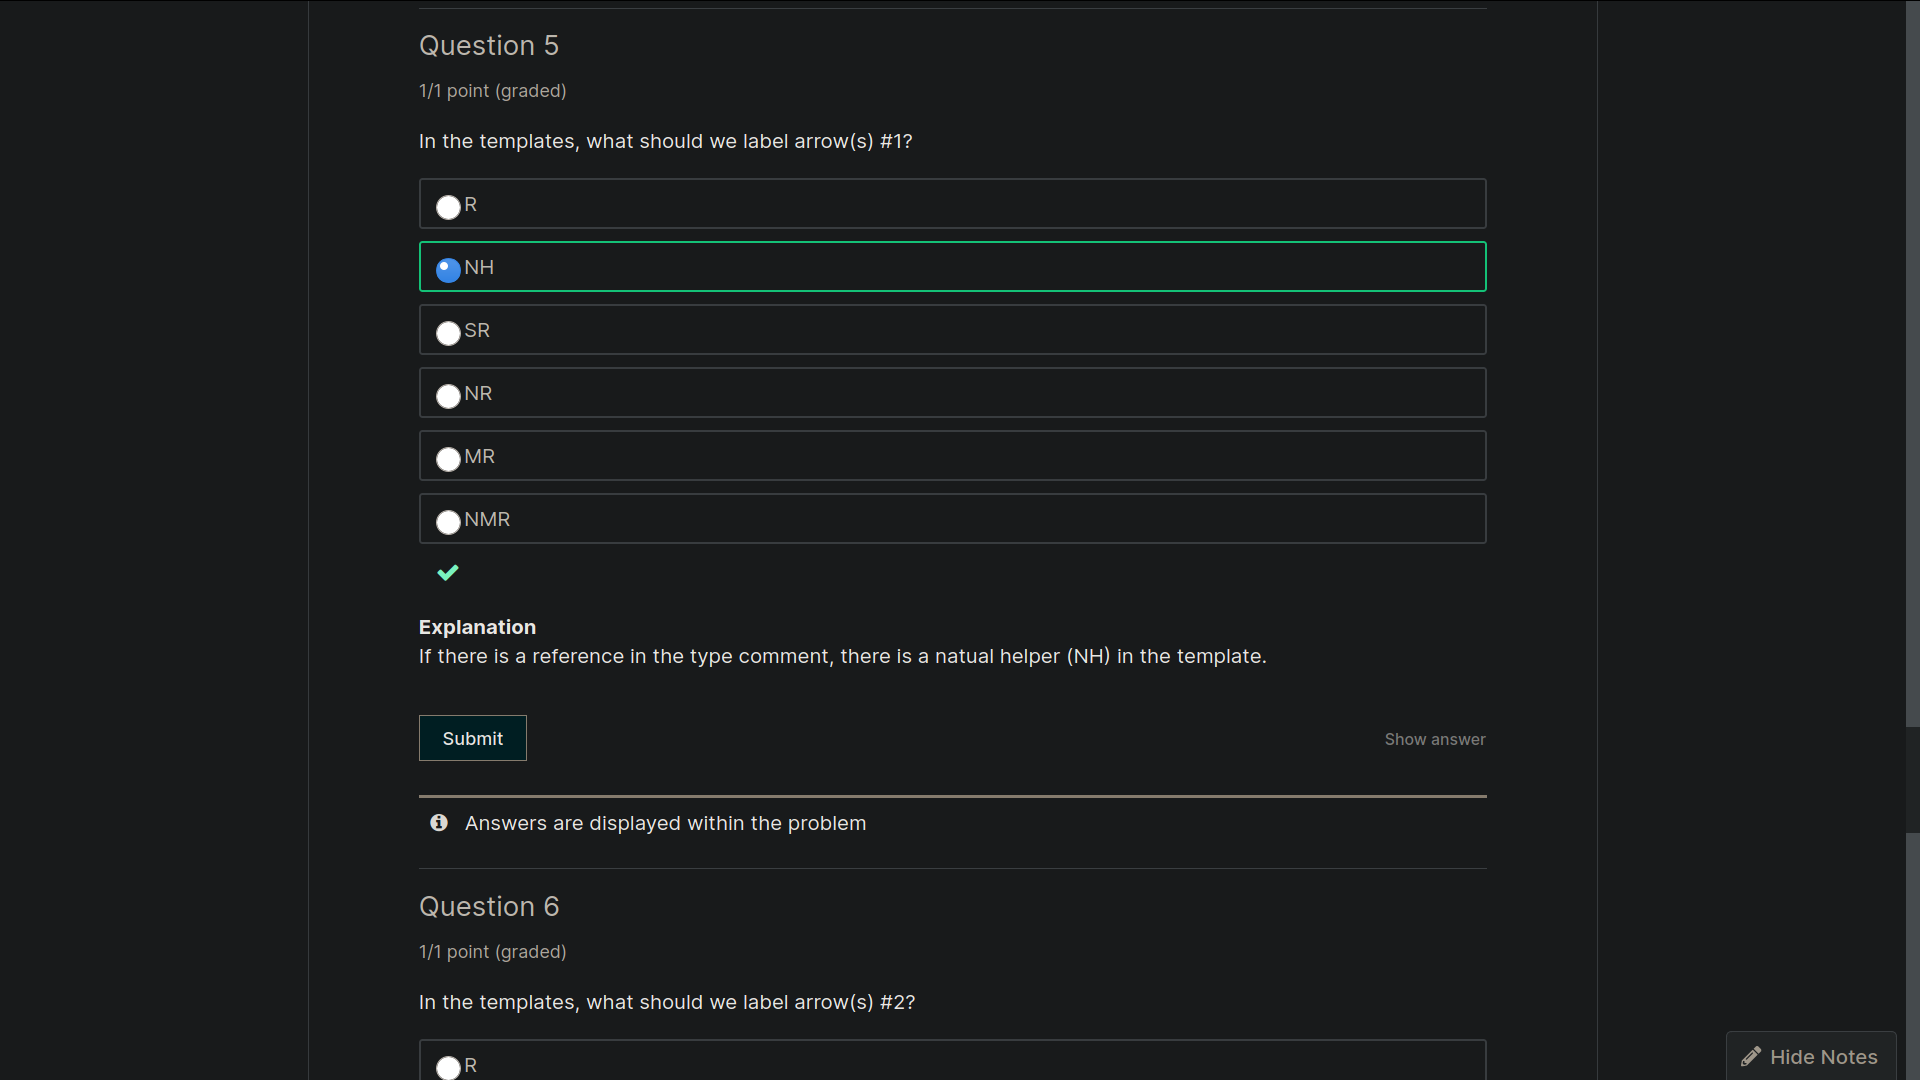 Question 5
1/1 point (graded)
In the templates, what should we label arrow(s) #1?
R
NH
SR
NR
MR
NMR
Explanation
If there is a reference in the type comment, there is a natual helper (NH) in the template.
Submit
Show answer
Answers are displayed within the problem
Question 6
1/1 point (graded)
In the templates, what should we label arrow(s) #2?
R
Hide Notes